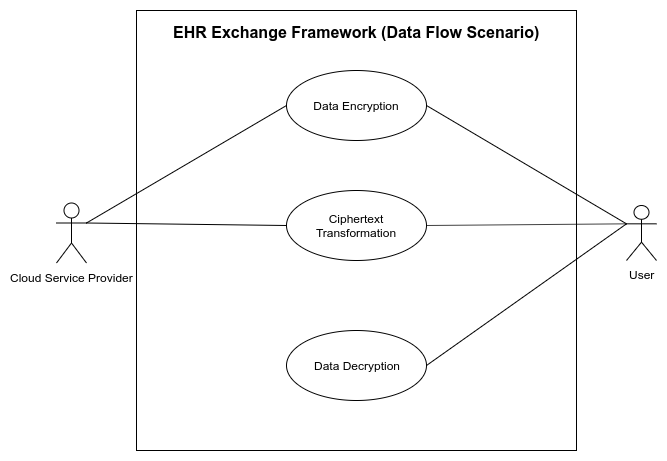 EHR Exchange Framework (Data Flow Scenario)
Data Encryption
Ciphertext
Transformation
Cloud Service Provider
User
Data Decryption